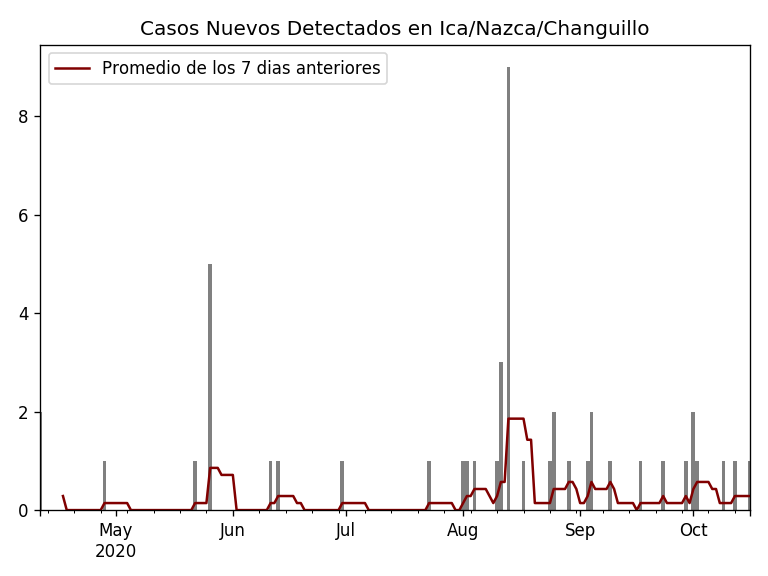 Casos Nuevos Detectados en Ica/Nazca/Changuillo
Promedio de los 7 dias anteriores
8
6
4
2
0
May Jun Jul Aug Sep Oct
2020